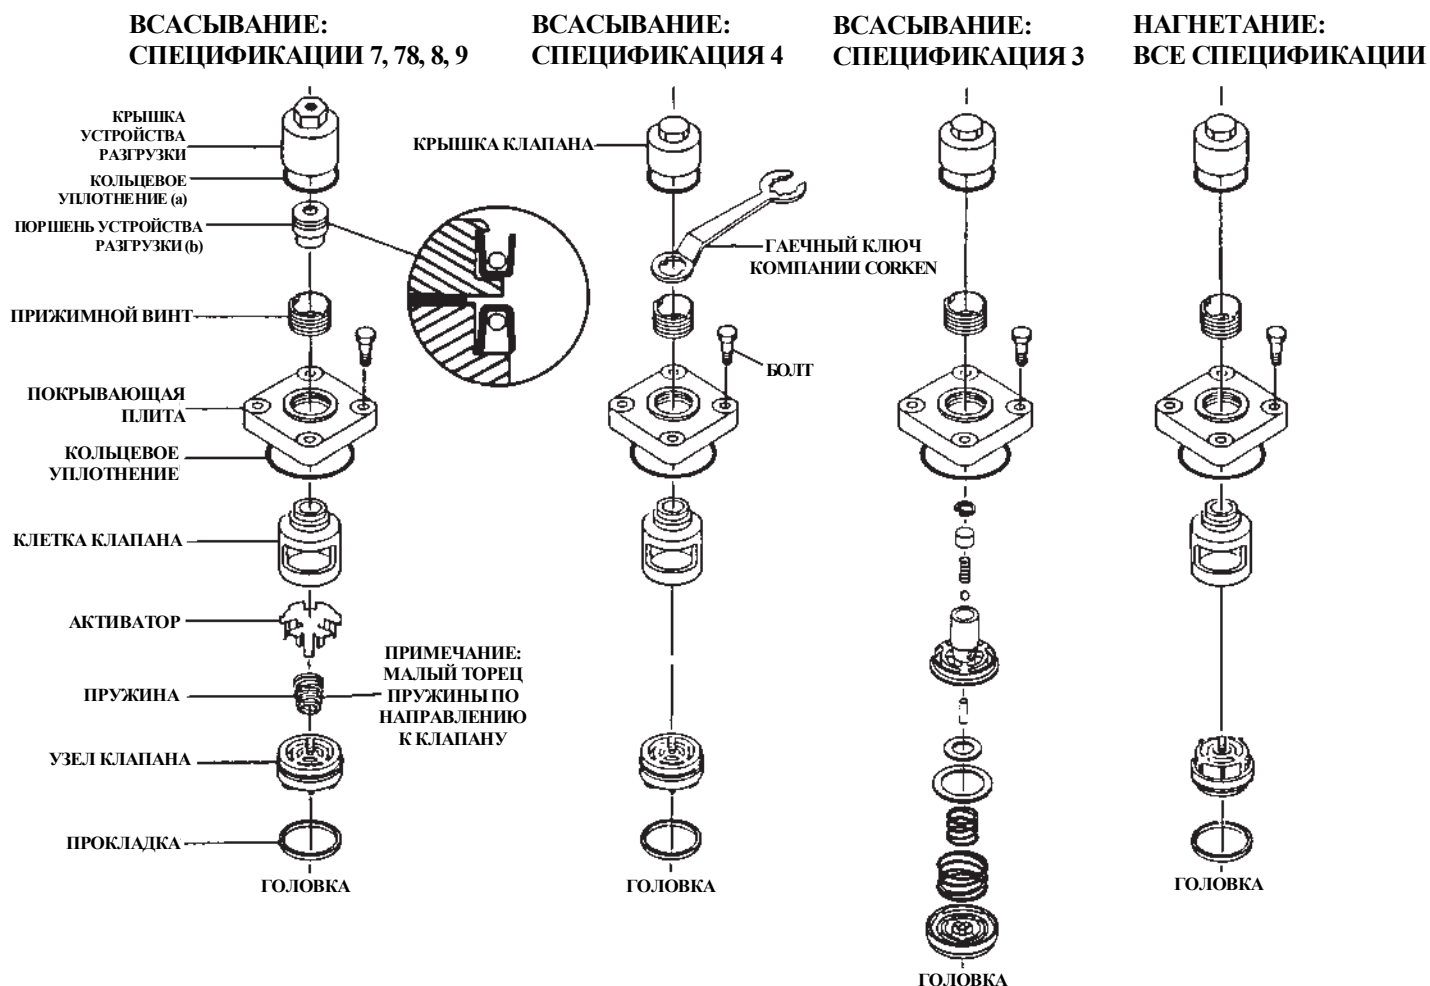 ВСАСЫВАНИЕ:
СПЕЦИФИКАЦИИ 7, 78, 8, 9
ВСАСЫВАНИЕ:
СПЕЦИФИКАЦИЯ 4
ВСАСЫВАНИЕ:
СПЕЦИФИКАЦИЯ 3
НАГНЕТАНИЕ:
ВСЕ СПЕЦИФИКАЦИИ
КРЫШКА
УСТРОЙСТВА
РАЗГРУЗКИ
КОЛЬЦЕВОЕ
УПЛОТНЕНИЕ (a)
ПОРШЕНЬ УСТРОЙСТВА
РАЗГРУЗКИ (b)
ПРИЖИМНОЙ ВИНТ
ПОКРЫВАЮЩАЯ
ПЛИТА
КОЛЬЦЕВОЕ
УПЛОТНЕНИЕ
КЛЕТКА КЛАПАНА
АКТИВАТОР
ПРУЖИНА
УЗЕЛ КЛАПАНА
ПРОКЛАДКА
ГОЛОВКА
ПРИМЕЧАНИЕ:
МАЛЫЙ ТОРЕЦ
ПРУЖИНЫ ПО
НАПРАВЛЕНИЮ
К КЛАПАНУ
КРЫШКА КЛАПАНА
ГАЕЧНЫЙ КЛЮЧ
КОМПАНИИ CORKEN
БОЛТ
ГОЛОВКА
ГОЛОВКА
ГОЛОВКА